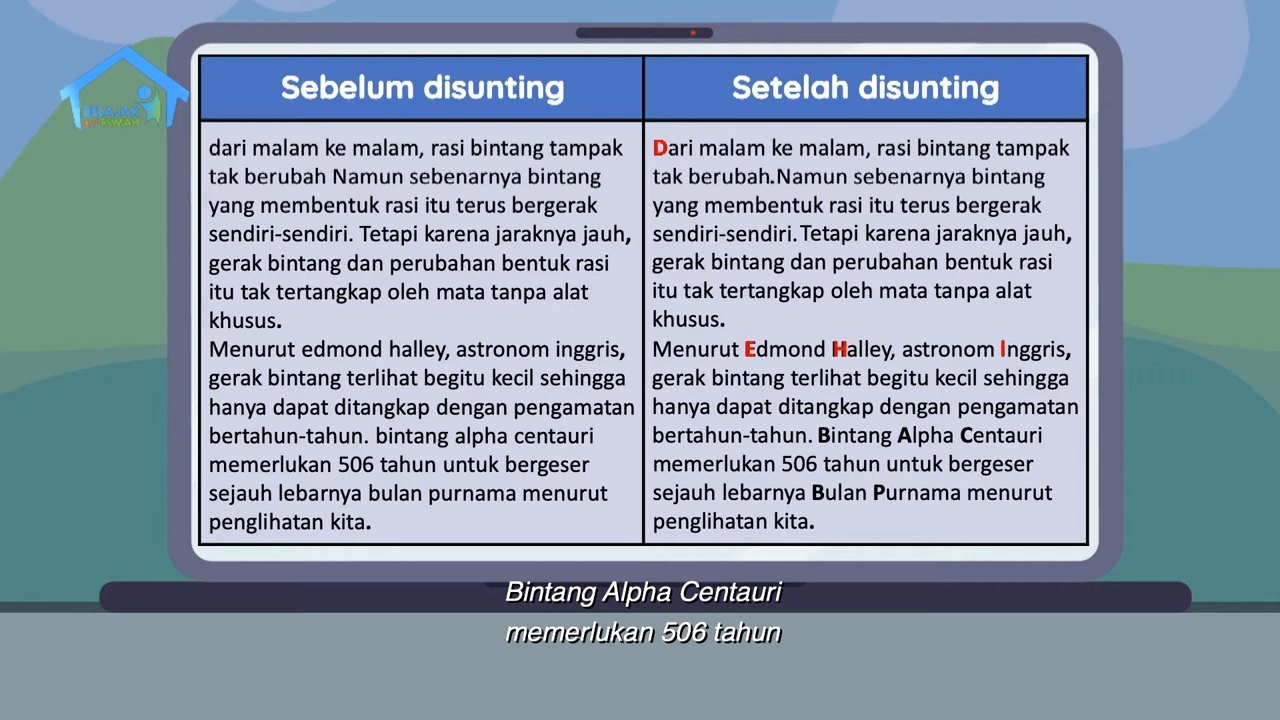 BELAJAR
DARI RUMAH
Sebelum disunting
dari malam ke malam, rasi bintang tampak
tak berubah Namun sebenarnya bintang
yang membentuk rasi itu terus bergerak
sendiri-sendiri. Tetapi karena jaraknya jauh,
gerak bintang dan perubahan bentuk rasi
itu tak tertangkap oleh mata tanpa alat
khusus.
Menurut edmond halley, astronom inggris,
gerak bintang terlihat begitu kecil sehingga
hanya dapat ditangkap dengan pengamatan
bertahun-tahun. bintang alpha centauri
memerlukan 506 tahun untuk bergeser
sejauh lebarnya bulan purnama menurut
penglihatan kita.
Setelah disunting
Dari malam ke malam, rasi bintang tampak
tak berubah.Namun sebenarnya bintang
yang membentuk rasi itu terus bergerak
sendiri-sendiri.Tetapi karena jaraknya jauh,
gerak bintang dan perubahan bentuk rasi
itu tak tertangkap oleh mata tanpa alat
khusus.
Menurut Edmond Halley, astronom Inggris,
gerak bintang terlihat begitu kecil sehingga
hanya dapat ditangkap dengan pengamatan
bertahun-tahun. Bintang Alpha Centauri
memerlukan 506 tahun untuk bergeser
sejauh lebarnya Bulan Purnama menurut
penglihatan kita.
Bintang Alpha Centauri
memerlukan 506 tahun